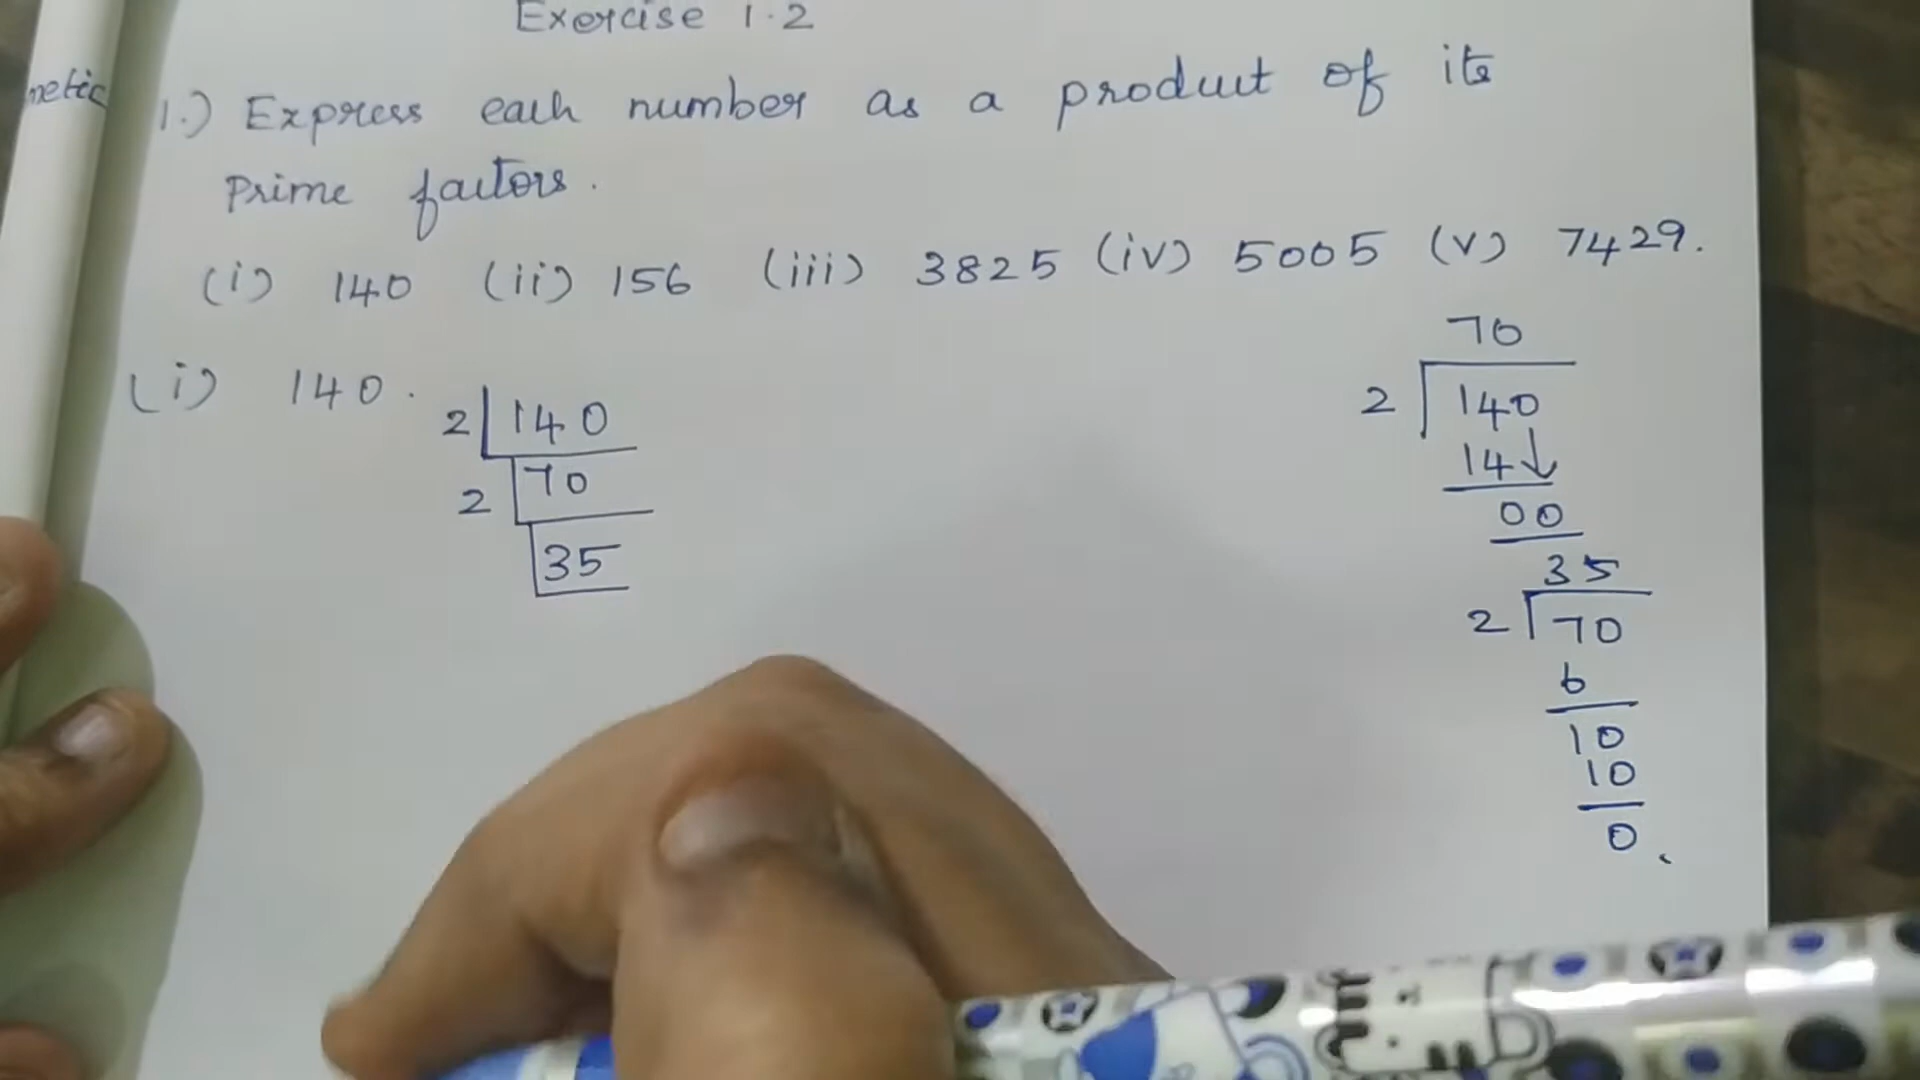 Exercise 1.2
netic
1.) Express each number as a product of its
Prime factors.
(i) 140 (ii) 156 (iii) 3825 (iv) 5005 (v) 7429.
(i) 140.
2 140
2 70
35
70
2 140
14
00
35
2 70
6
10
10
0